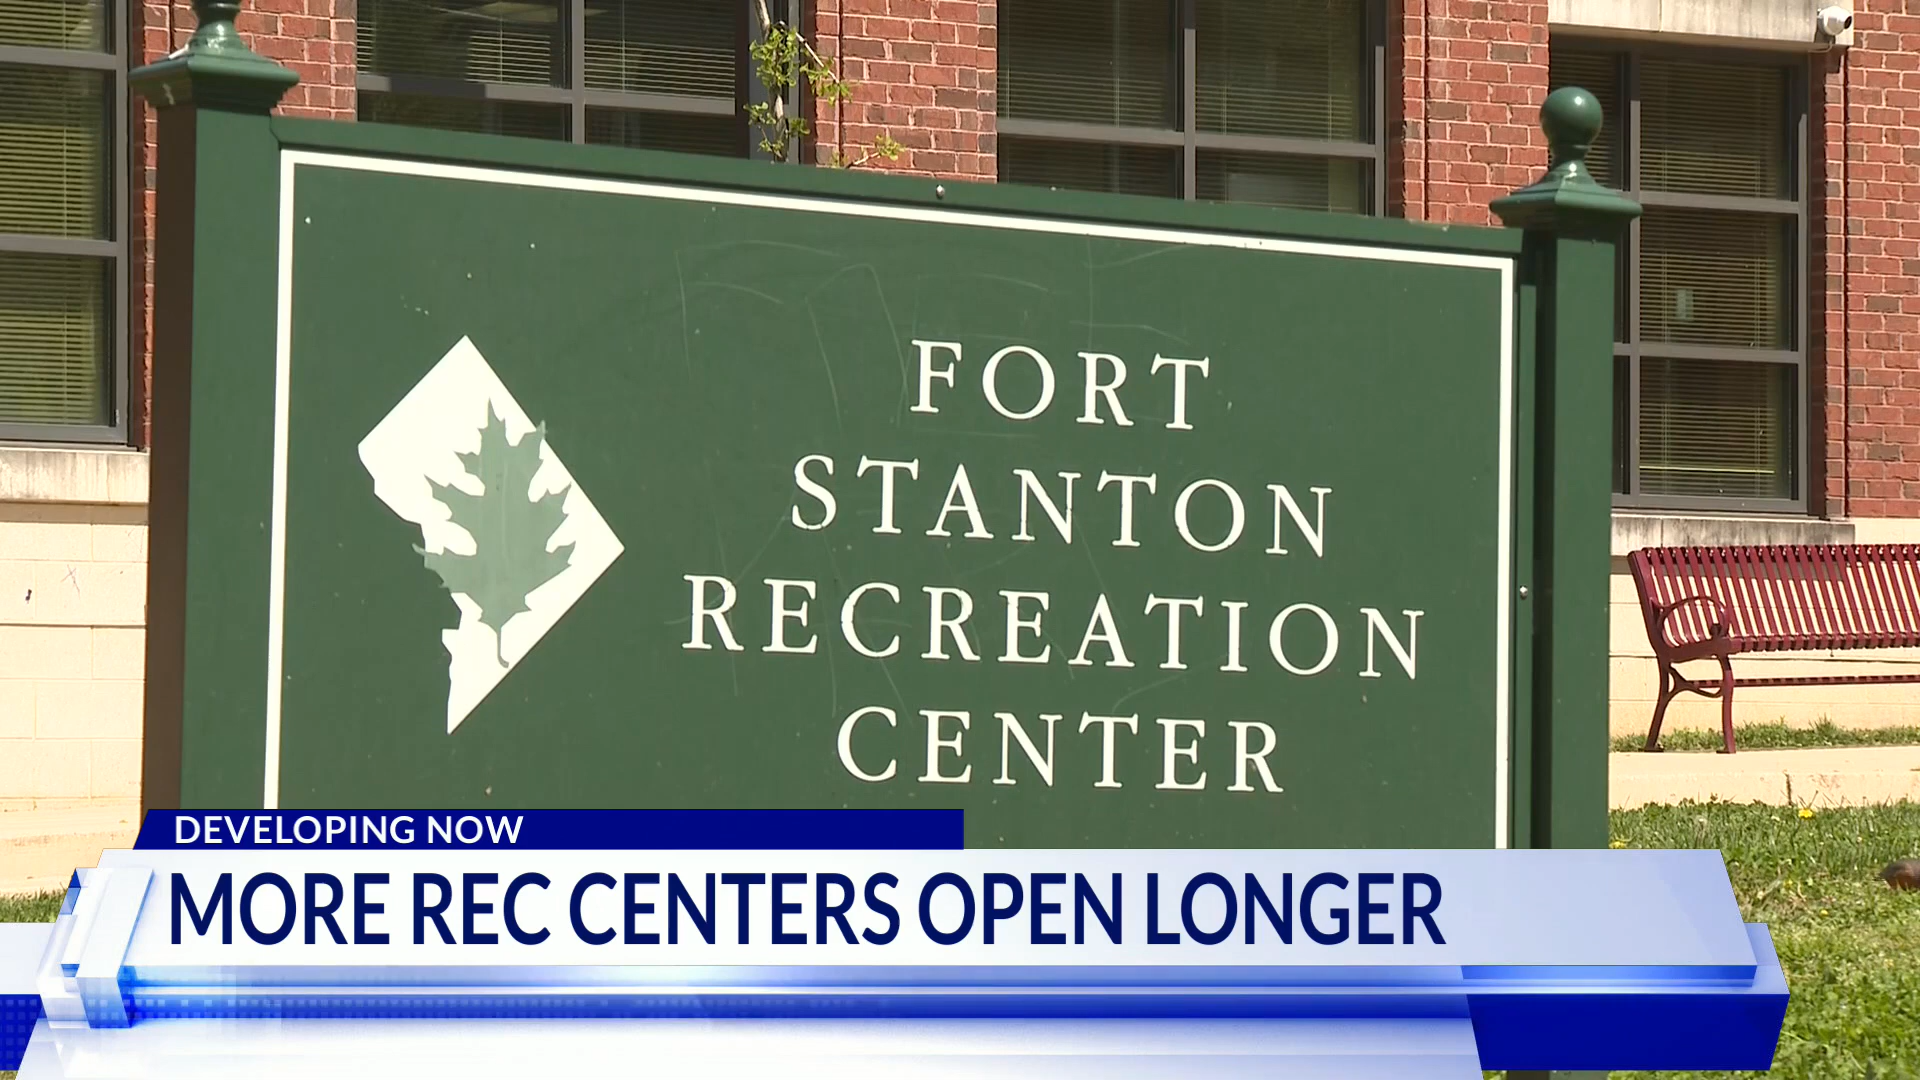 FORT
STANTON
RECREATION
CENTER
DEVELOPING NOW
MORE REC CENTERS OPEN LONGER